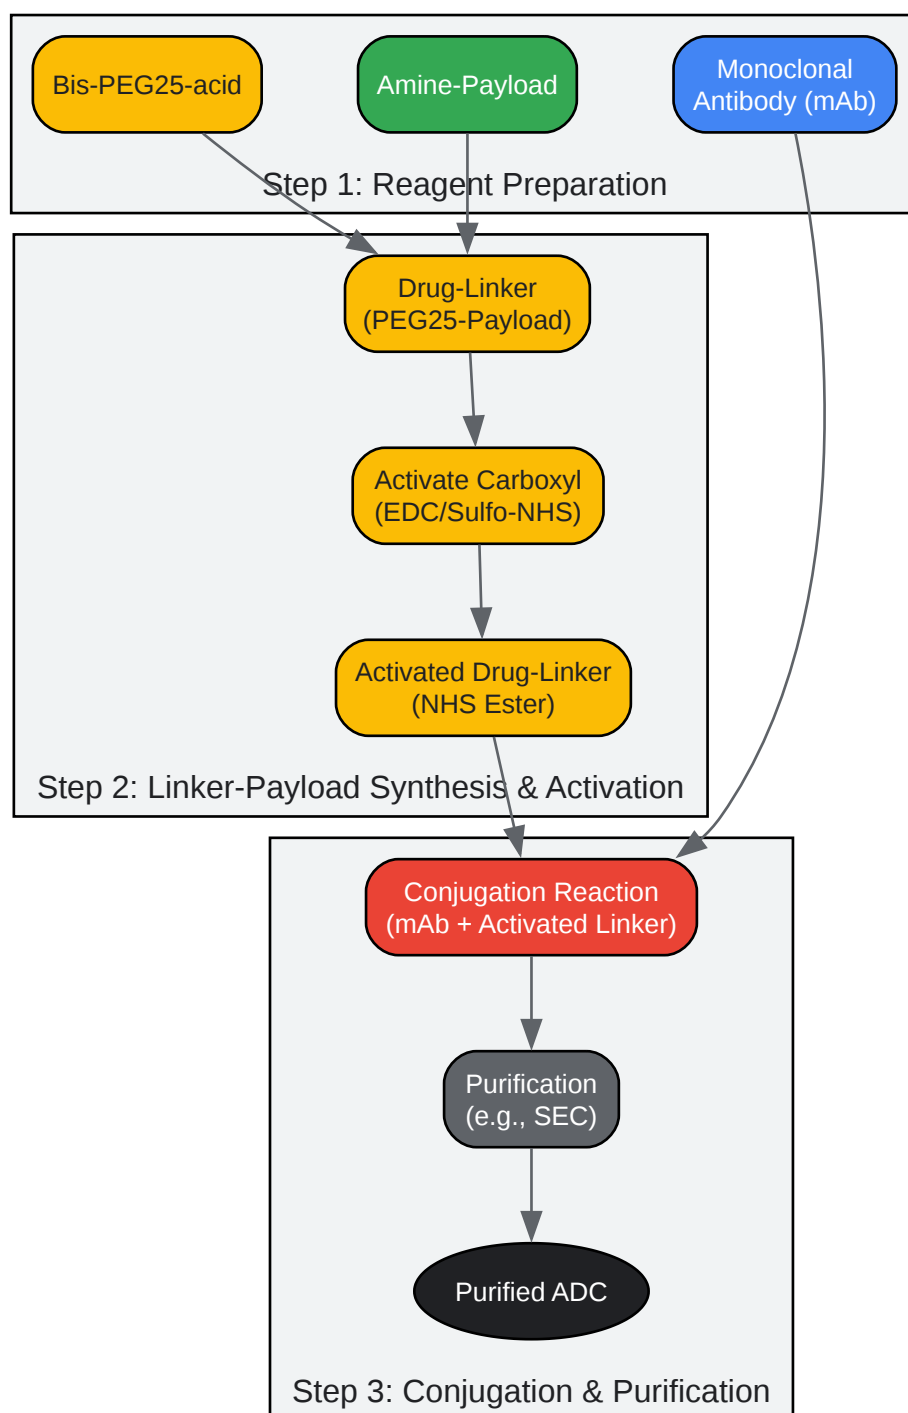 Bis-PEG25-acid
Amine-Payload
Monoclonal
Antibody (mAb)
Step 1: Reagent Preparation
Drug-Linker
(PEG25-Payload)
Activate Carboxyl
(EDC/Sulfo-NHS)
Activated Drug-Linker
(NHS Ester)
Step 2: Linker-Payload Synthesis & Activation
Conjugation Reaction
(mAb + Activated Linker)
Purification
(e.g., SEC)
Purified ADC
Step 3: Conjugation & Purification